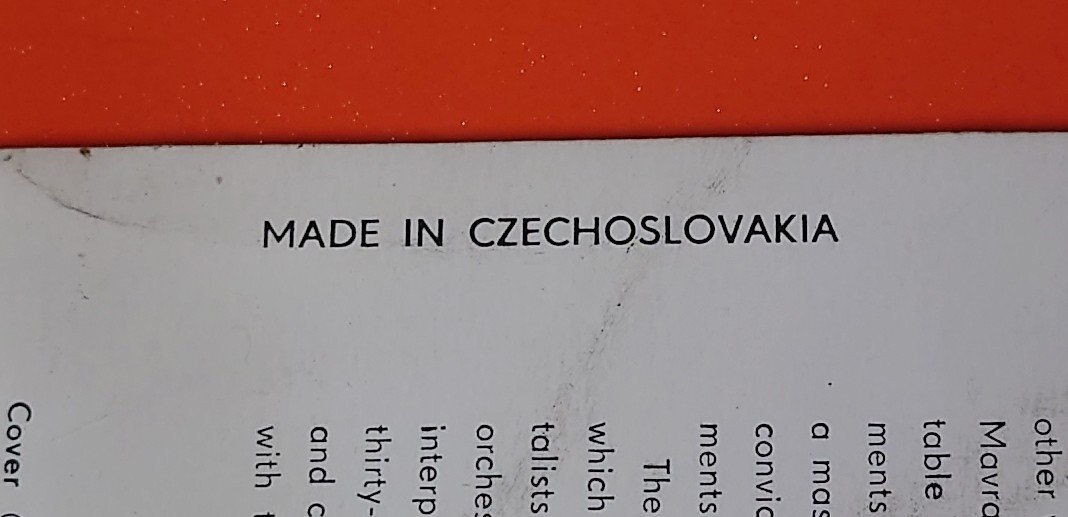 MADE IN CZECHOSLOVAKIA
other
Mavra
table
ments
a mas
convic
ments
The
which
talists
orches
interp
thirty-
and c
with t
Cover (